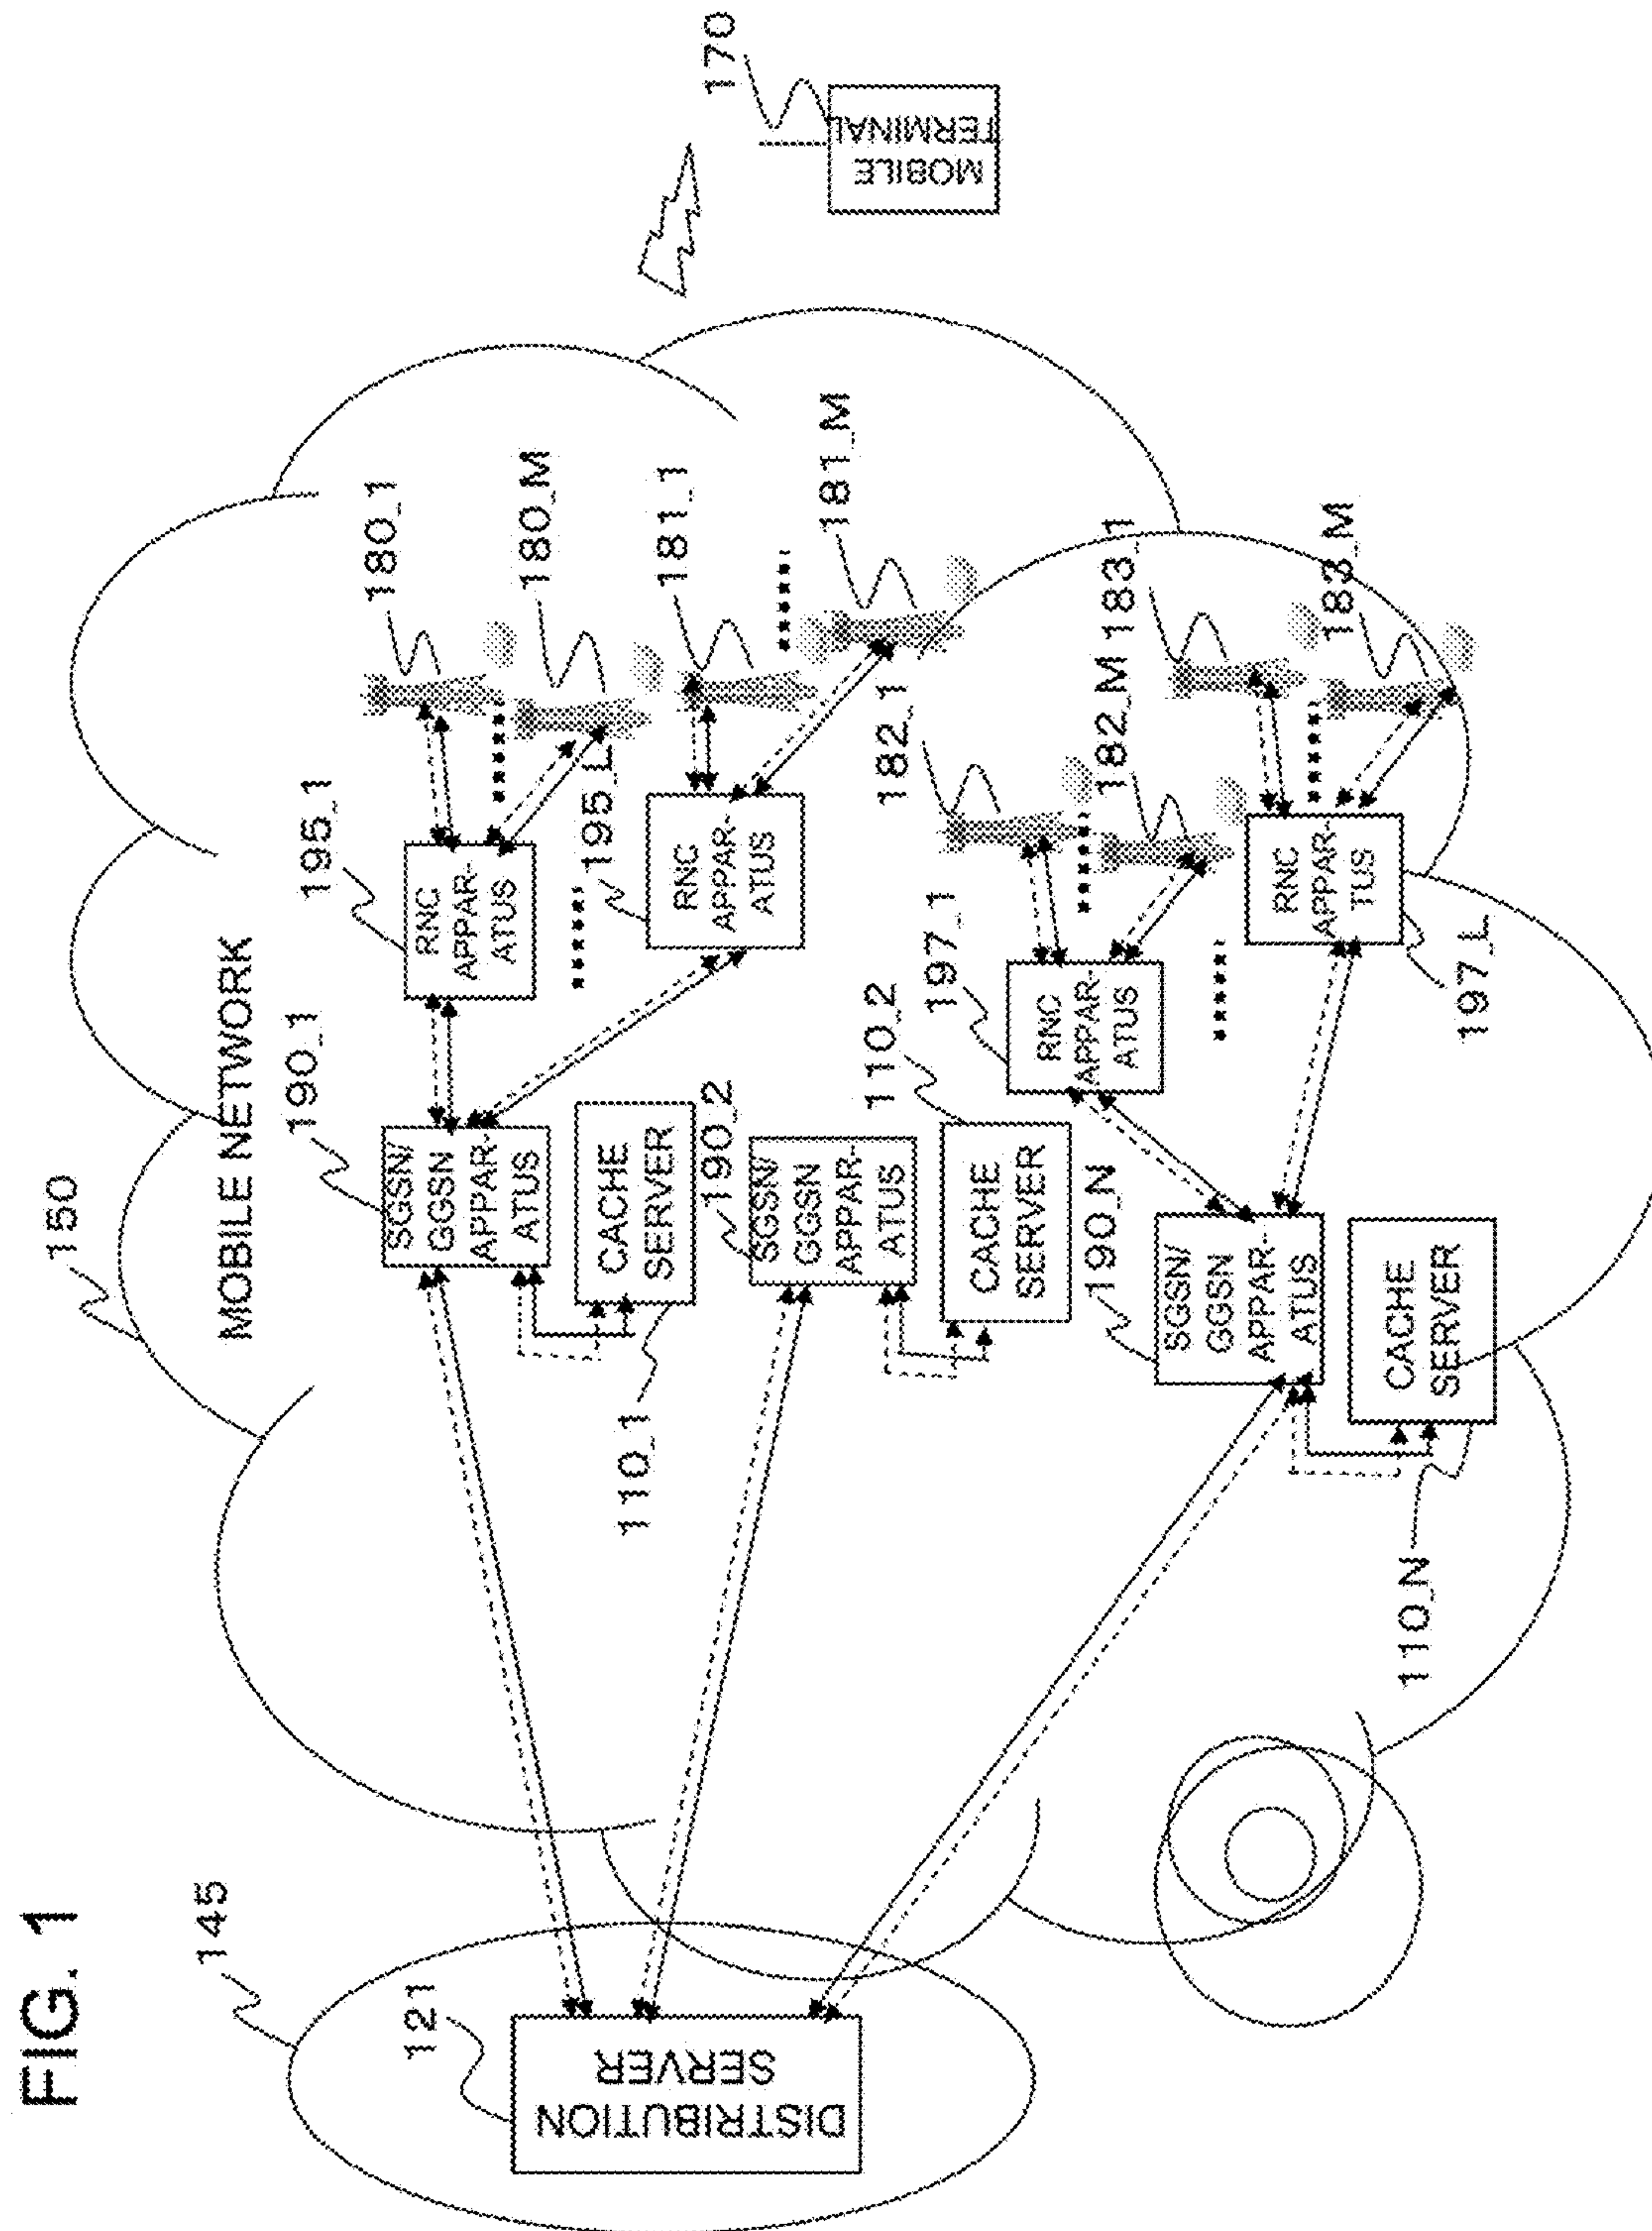 FIG. 1
145
121
DISTRIBUTION
SERVER
150
MOBILE NETWORK
190_1
SGSN/
GGSN
APPAR-
ATUS
CACHE
SERVER
110_1
190_2
SGSN/
GGSN
APPAR-
ATUS
110_2
CACHE
SERVER
190_N
SGSN/
GGSN
APPAR-
ATUS
CACHE
SERVER
110_N
195_1
RNC
APPAR-
ATUS
195_L
RNC
APPAR-
ATUS
197_1
RNC
APPAR-
ATUS
RNC
APPAR-
TUS
197_L
180_1
180_M
181_1
181_M
182_1
182_M
183_1
183_M
170
MOBILE
TERMINAL